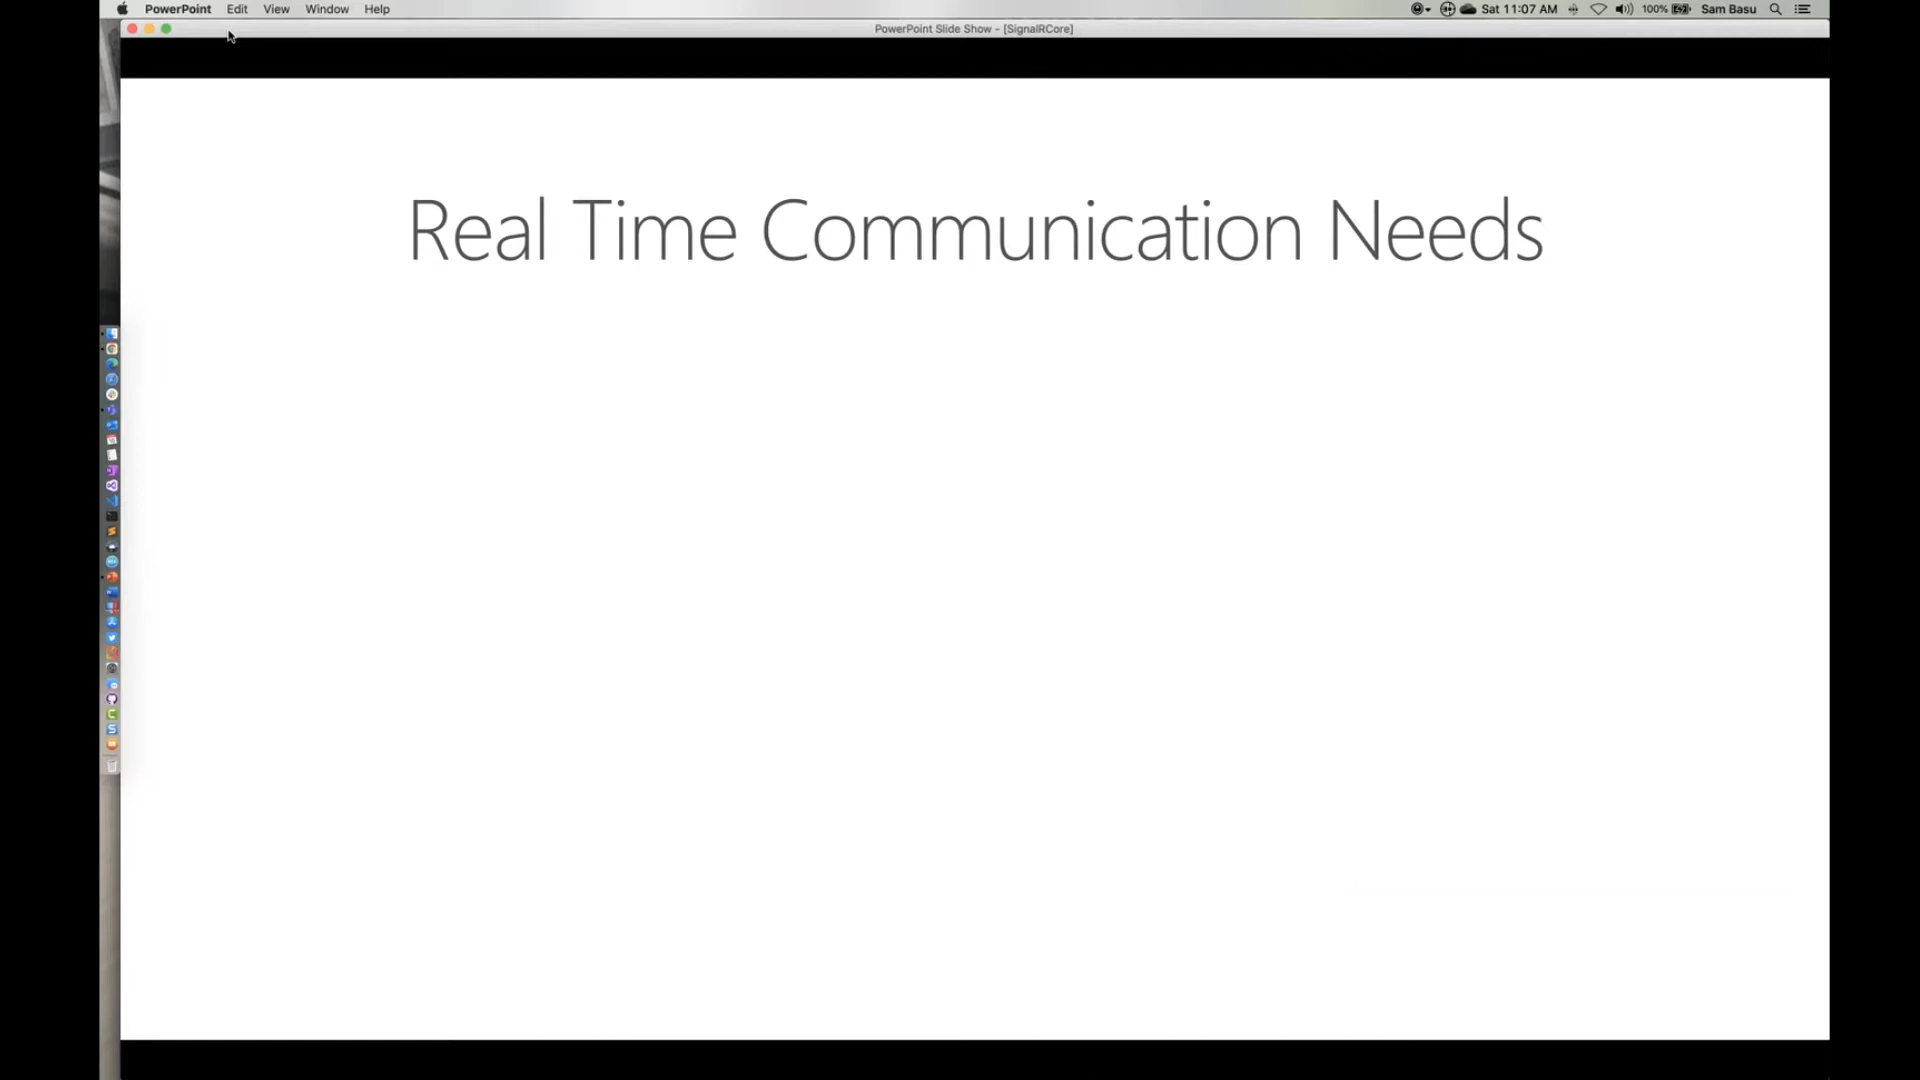 PowerPoint Edit View Window Help Sat 11:07 AM 100% Sam Basu
PowerPoint Slide Show - [SignalRCore]
Real Time Communication Needs